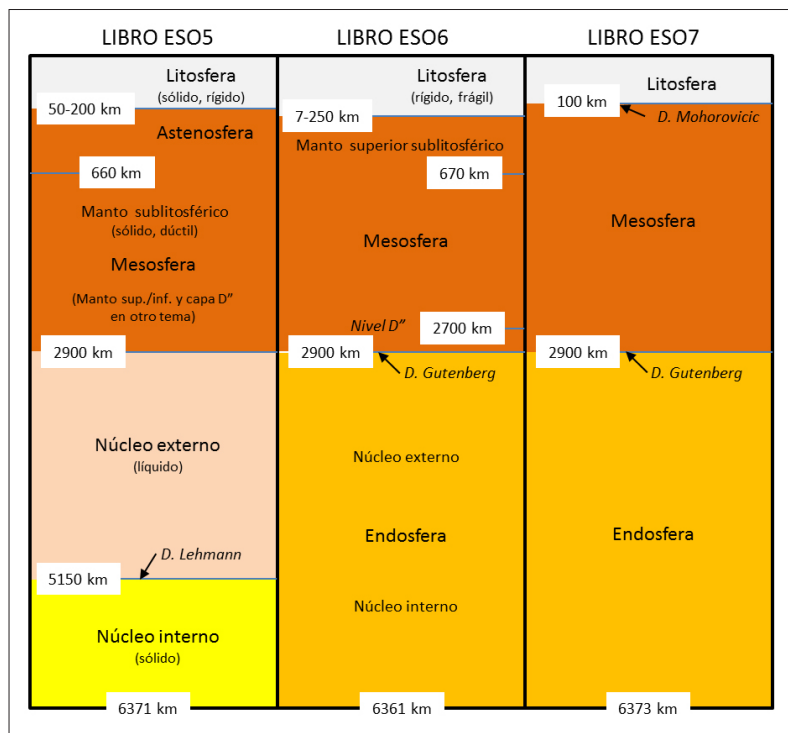 LIBRO ESO5
LIBRO ESO6
LIBRO ESO7
Litosfera
(sólido, rígido)
50-200 km
Astenosfera
660 km
Manto sublitosférico
(sólido, dúctil)
Mesosfera
(Manto sup./inf. y capa D”
en otro tema)
2900 km
Núcleo externo
(líquido)
D. Lehmann
5150 km
Núcleo interno
(sólido)
6371 km
Litosfera
(rígido, frágil)
7-250 km
Manto superior sublitosférico
670 km
Mesosfera
Nivel D”
2700 km
2900 km
D. Gutenberg
Núcleo externo
Endosfera
Núcleo interno
6361 km
Litosfera
100 km
D. Mohorovicic
Mesosfera
2900 km
D. Gutenberg
Endosfera
6373 km